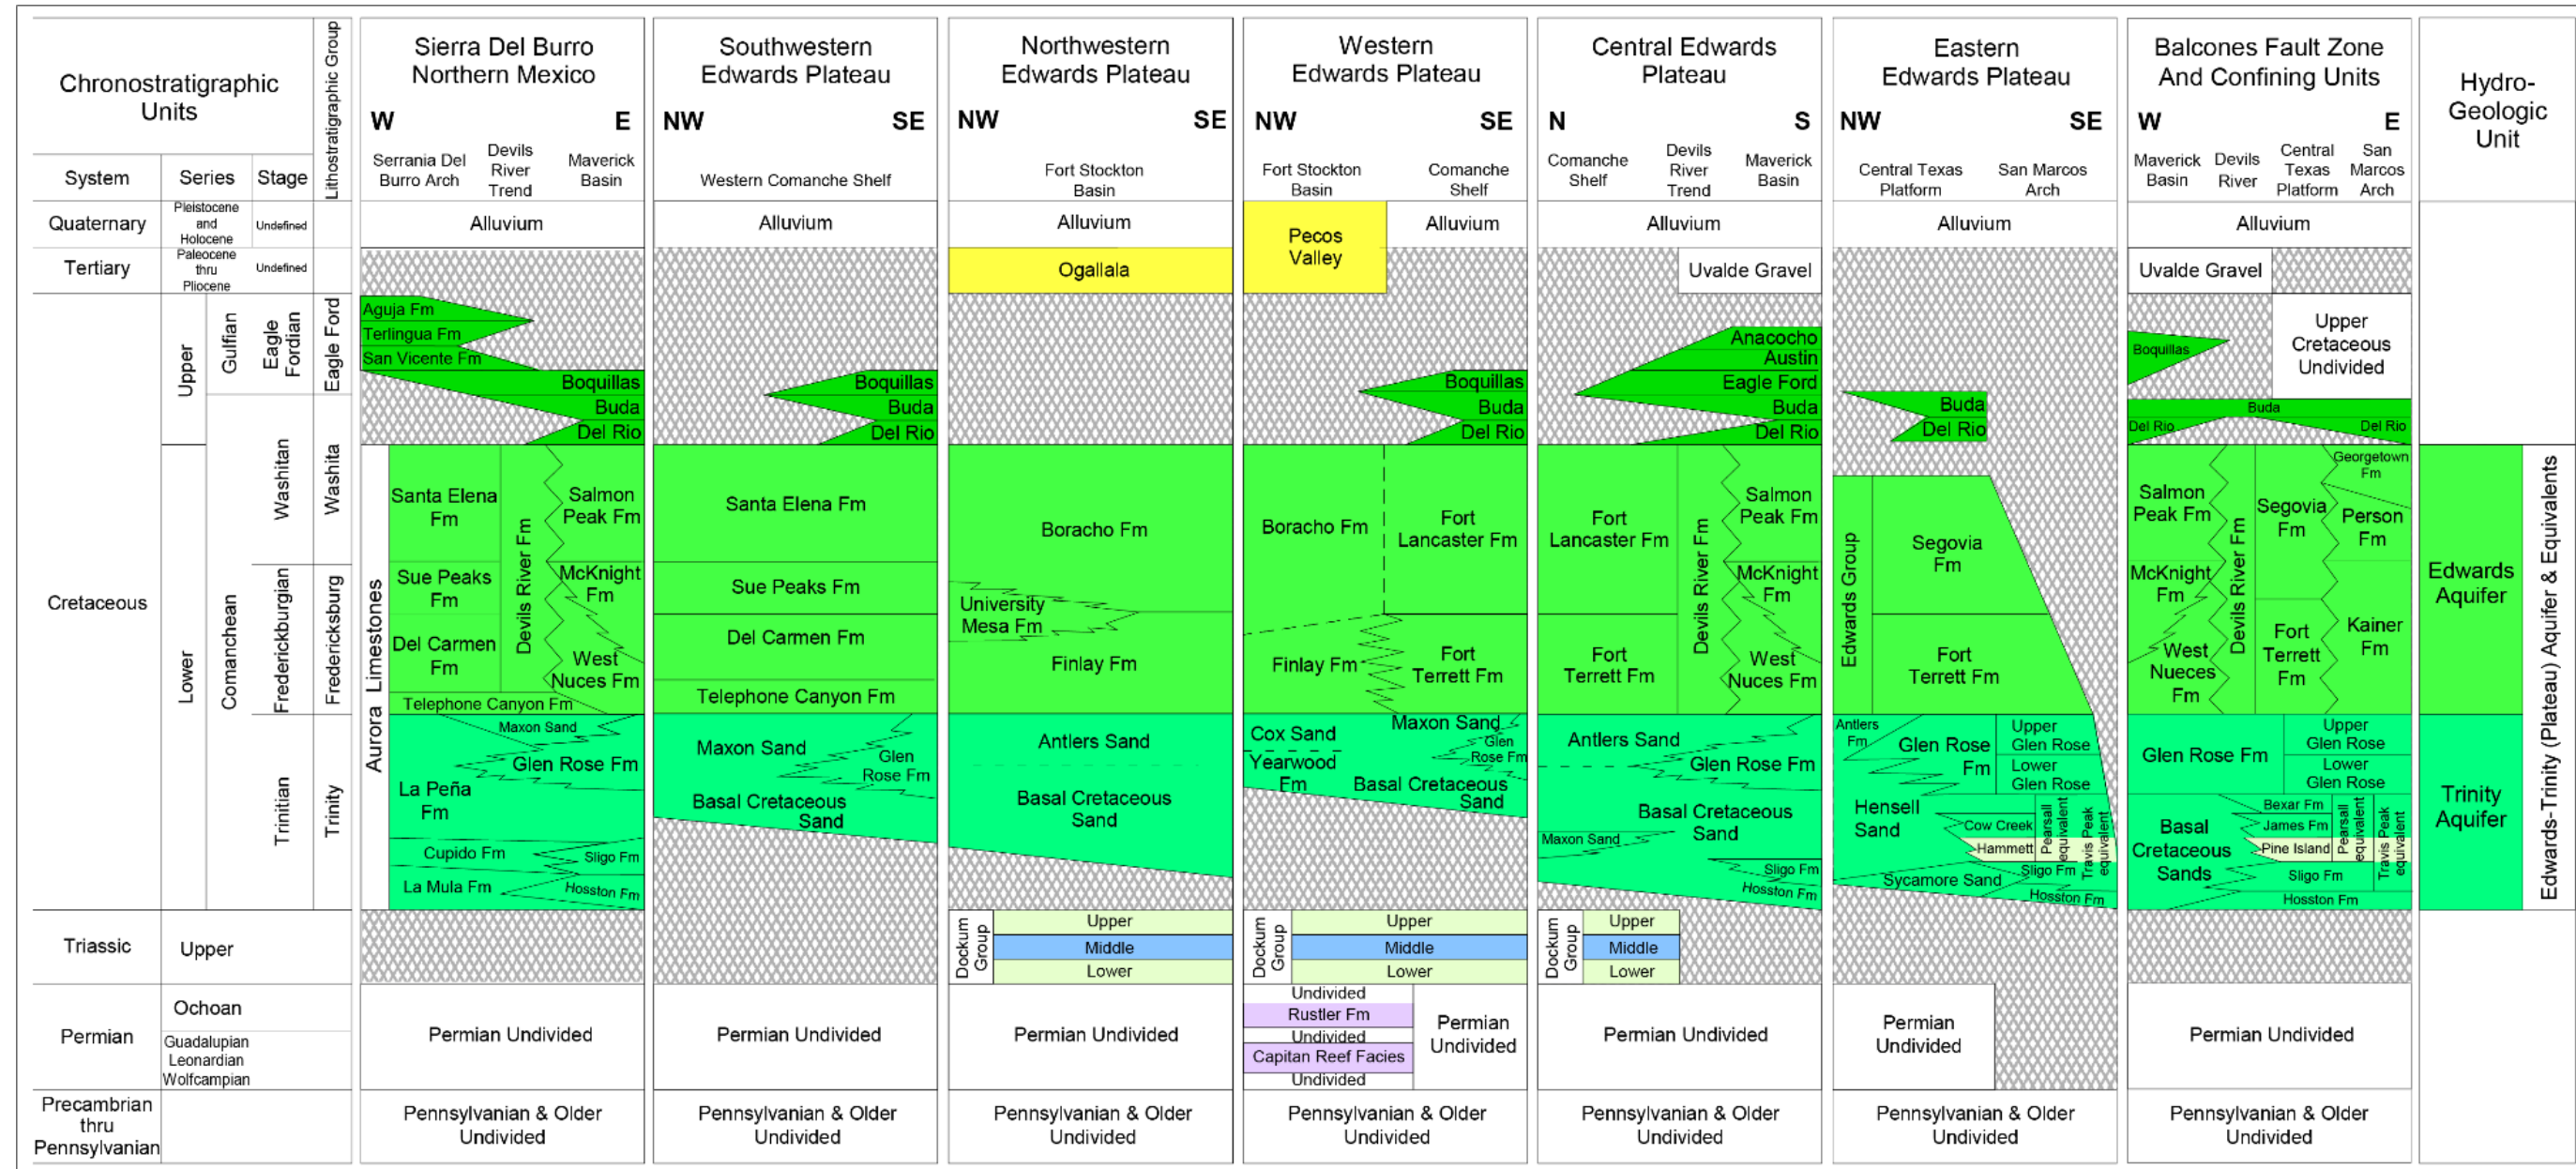 Chronostratigraphic
Units
System
Series
Stage
Lithostratigraphic Group
Quaternary
Pleistocene
and
Holocene
Undefined
Tertiary
Paleocene
thru
Pliocene
Undefined
Cretaceous
Upper
Lower
Gulfian
Comanchean
Eagle
Fordian
Washitan
Frederickburgian
Trinitian
Eagle Ford
Washita
Fredericksburg
Trinity
Triassic
Upper
Permian
Ochoan
Guadalupian
Leonardian
Wolfcampian
Precambrian
thru
Pennsylvanian
Sierra Del Burro
Northern Mexico
W E
Serrania Del
Burro Arch
Devils
River
Trend
Maverick
Basin
Alluvium
Aguja Fm
Terlingua Fm
San Vicente Fm
Boquillas
Buda
Del Rio
Aurora Limestones
Santa Elena
Fm
Sue Peaks
Fm
Del Carmen
Fm
Devils River Fm
Salmon
Peak Fm
McKnight
Fm
West
Nuces Fm
Telephone Canyon Fm
Maxon Sand
Glen Rose Fm
La Peña
Fm
Cupido Fm
Sligo Fm
La Mula Fm
Hosston Fm
Permian Undivided
Pennsylvanian & Older
Undivided
Southwestern
Edwards Plateau
NW SE
Western Comanche Shelf
Alluvium
Boquillas
Buda
Del Rio
Santa Elena Fm
Sue Peaks Fm
Del Carmen Fm
Telephone Canyon Fm
Maxon Sand
Glen
Rose Fm
Basal Cretaceous
Sand
Permian Undivided
Pennsylvanian & Older
Undivided
Northwestern
Edwards Plateau
NW SE
Fort Stockton
Basin
Alluvium
Ogallala
Boracho Fm
University
Mesa Fm
Finlay Fm
Antlers Sand
Basal Cretaceous
Sand
Dockum
Group
Upper
Middle
Lower
Permian Undivided
Pennsylvanian & Older
Undivided
Western
Edwards Plateau
NW SE
Fort Stockton
Basin
Comanche
Shelf
Pecos
Valley
Alluvium
Boquillas
Buda
Del Rio
Boracho Fm
Fort
Lancaster Fm
Finlay Fm
Fort
Terrett Fm
Cox Sand
Yearwood
Fm
Maxon Sand
Glen
Rose Fm
Basal Cretaceous
Sand
Dockum
Group
Upper
Middle
Lower
Undivided
Rustler Fm
Undivided
Capitan Reef Facies
Undivided
Permian
Undivided
Pennsylvanian & Older
Undivided
Central Edwards
Plateau
N S
Comanche
Shelf
Devils
River
Trend
Maverick
Basin
Alluvium
Uvalde Gravel
Anacocho
Austin
Eagle Ford
Buda
Del Rio
Fort
Lancaster Fm
Fort
Terrett Fm
Devils River Fm
Salmon
Peak Fm
McKnight
Fm
West
Nuces Fm
Antlers Sand
Glen Rose Fm
Basal Cretaceous
Sand
Maxon Sand
Sligo Fm
Hosston Fm
Dockum
Group
Upper
Middle
Lower
Permian Undivided
Pennsylvanian & Older
Undivided
Eastern
Edwards Plateau
NW SE
Central Texas
Platform
San Marcos
Arch
Alluvium
Buda
Del Rio
Edwards Group
Segovia
Fm
Fort
Terrett Fm
Antlers
Fm
Glen Rose
Fm
Upper
Glen Rose
Lower
Glen Rose
Hensell
Sand
Cow Creek
Hammett
Pearsall
equivalent
Travis Peak
equivalent
Sycamore Sand
Sligo Fm
Hosston Fm
Permian
Undivided
Pennsylvanian & Older
Undivided
Balcones Fault Zone
And Confining Units
W E
Maverick
Basin
Devils
River
Central
Texas
Platform
San
Marcos
Arch
Alluvium
Uvalde Gravel
Upper
Cretaceous
Undivided
Boquillas
Buda
Del Rio
Del Rio
Salmon
Peak Fm
McKnight
Fm
West
Nueces
Fm
Devils River Fm
Segovia
Fm
Fort
Terrett
Fm
Georgetown
Fm
Person
Fm
Kainer
Fm
Glen Rose Fm
Upper
Glen Rose
Lower
Glen Rose
Basal
Cretaceous
Sands
Bexar Fm
James Fm
Pine Island
Pearsall
equivalent
Travis Peak
equivalent
Sligo Fm
Hosston Fm
Permian Undivided
Pennsylvanian & Older
Undivided
Hydro-
Geologic
Unit
Edwards
Aquifer
Trinity
Aquifer
Edwards-Trinity (Plateau) Aquifer & Equivalents